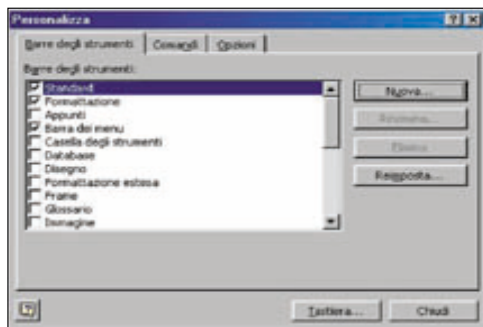 Personalizza
Barre degli strumenti Comandi Opzioni
Barre degli strumenti:
Standard
Formattazione
Appunti
Barra dei menu
Casella degli strumenti
Database
Disegno
Formattazione estesa
Frame
Glossario
Immagine
Nuova...
Rinomina...
Elimina
Reimposta...
Tastiera...
Chiudi